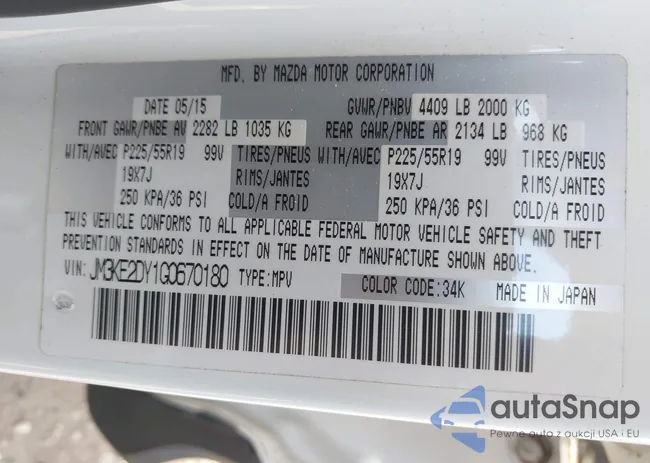 MFD. BY MAZDA MOTOR CORPORATION
DATE 05/15 GVWR/PNBV 4409 LB 2000 KG
FRONT GAWR/PNBE AV 2282 LB 1035 KG REAR GAWR/PNBE AR 2134 LB 968 KG
WITH/AVEC P225/55R19 99V TIRES/PNEUS WITH/AVEC P225/55R19 99V TIRES/PNEUS
19X7J RIMS/JANTES 19X7J RIMS/JANTES
250 KPA/36 PSI COLD/A FROID 250 KPA/36 PSI COLD/A FROID
THIS VEHICLE CONFORMS TO ALL APPLICABLE FEDERAL MOTOR VEHICLE SAFETY AND THEFT
PREVENTION STANDARDS IN EFFECT ON THE DATE OF MANUFACTURE SHOWN ABOVE.
VIN: JM3KE2DY1G0670180 TYPE:MPV COLOR CODE:34K MADE IN JAPAN
autaSnap
Pewne auta z aukcji USA i EU